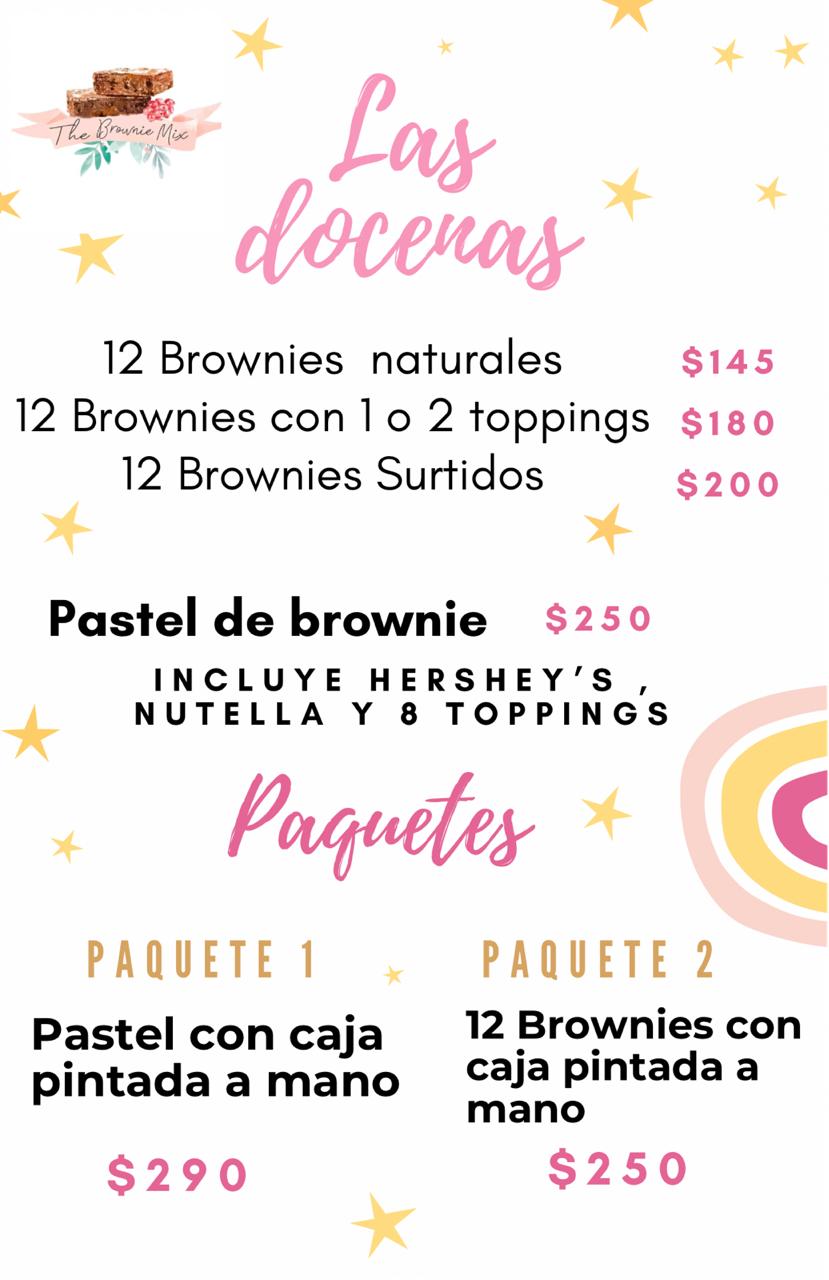 The Brownie Mix
Las
docenas
12 Brownies naturales $145
12 Brownies con 1 o 2 toppings $180
12 Brownies Surtidos $200
Pastel de brownie $250
INCLUYE HERSHEY'S ,
NUTELLA Y 8 TOPPINGS
Paquetes
PAQUETE 1
Pastel con caja
pintada a mano
$290
PAQUETE 2
12 Brownies con
caja pintada a
mano
$250